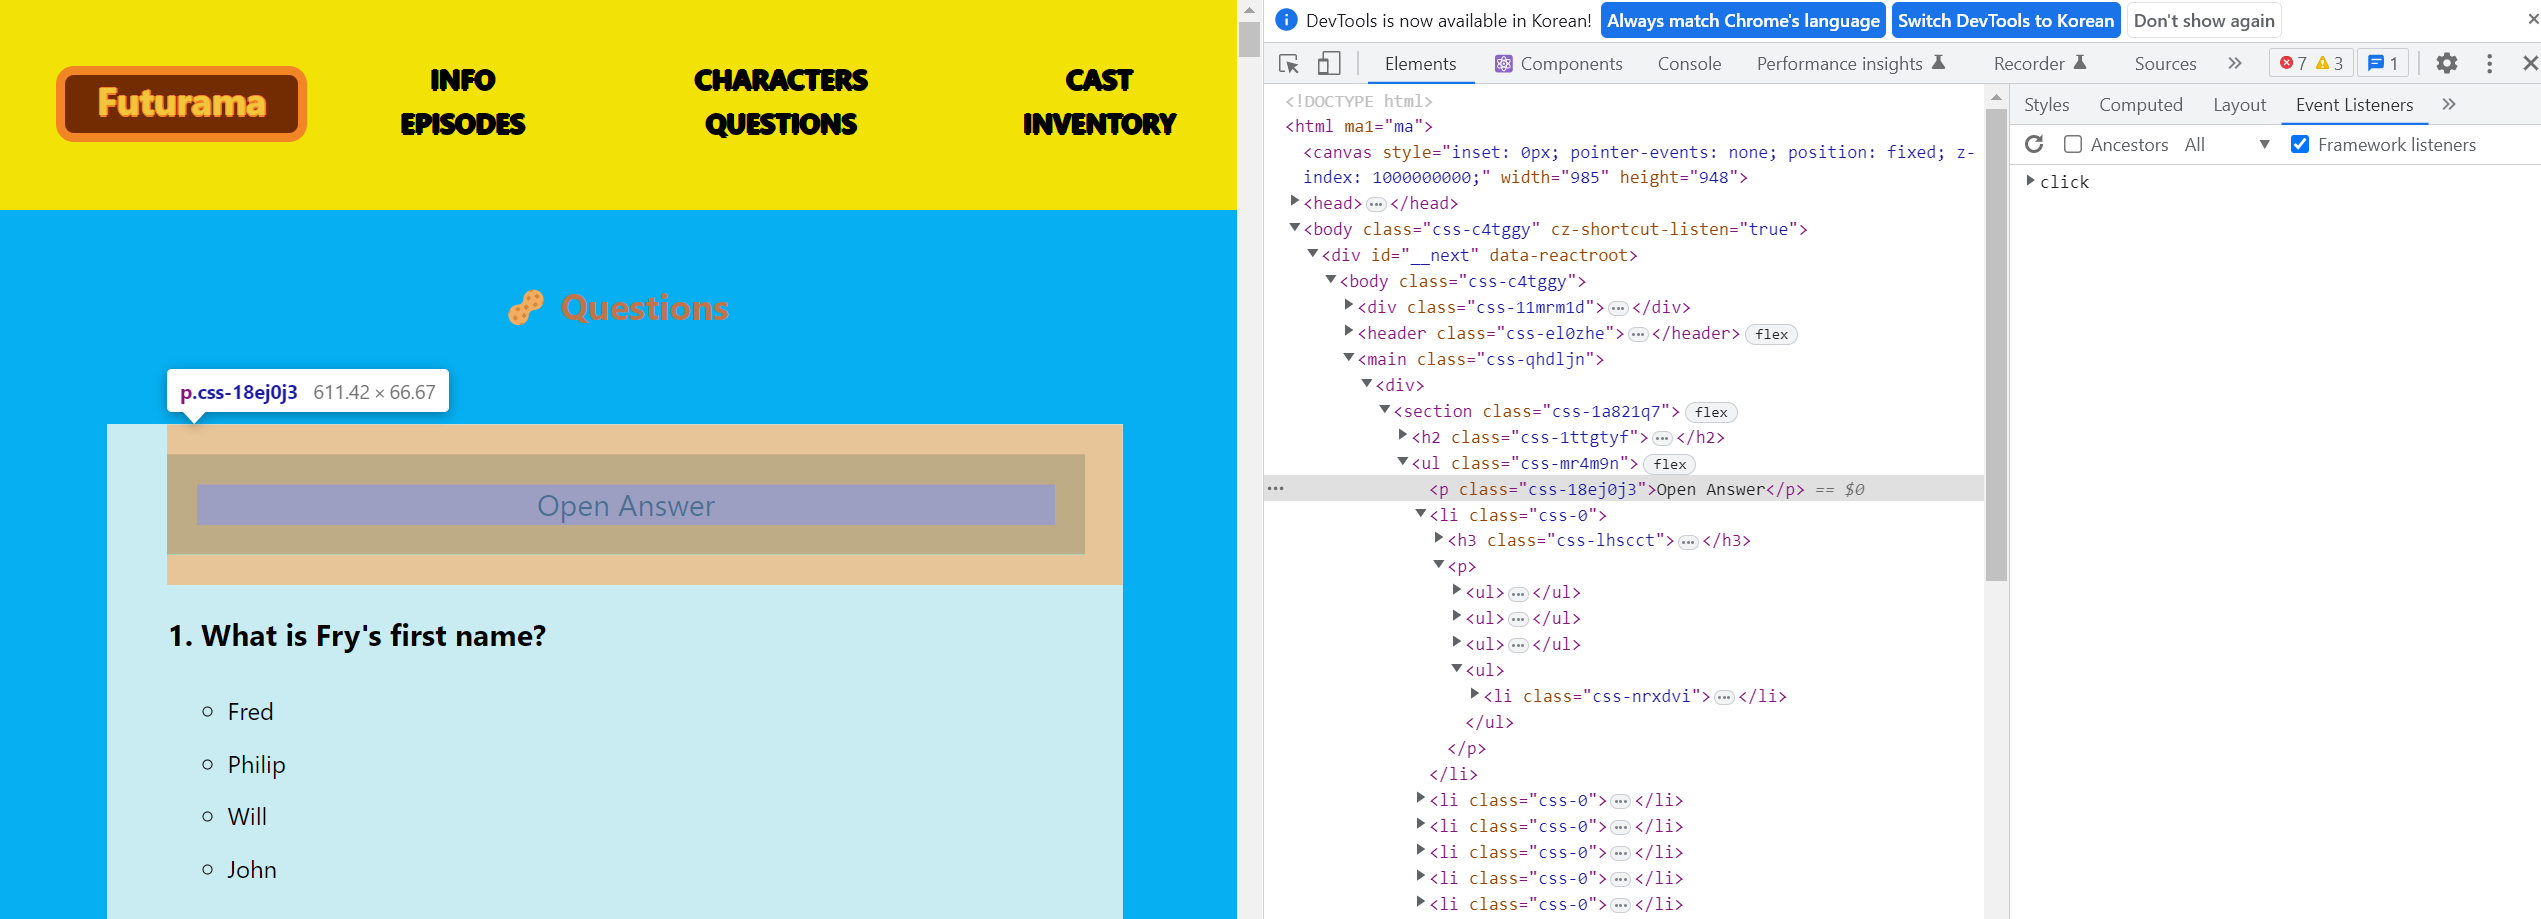 Futurama
INFO
CHARACTERS
CAST
EPISODES
QUESTIONS
INVENTORY
Questions
p.css-18ej0j3 611.42 × 66.67
Open Answer
1. What is Fry's first name?
Fred
Philip
Will
John
DevTools is now available in Korean! Always match Chrome's language Switch DevTools to Korean Don't show again
Elements Components Console Performance insights Recorder Sources 7 3 1
<!DOCTYPE html>
<html ma1="ma">
<canvas style="inset: 0px; pointer-events: none; position: fixed; z-
index: 1000000000;" width="985" height="948">
<head>…</head>
<body class="css-c4tggy" cz-shortcut-listen="true">
<div id="__next" data-reactroot>
<body class="css-c4tggy">
<div class="css-11mrm1d">…</div>
<header class="css-el0zhe">…</header> flex
<main class="css-qhdljn">
<div>
<section class="css-1a821q7"> flex
<h2 class="css-1ttgtyf">…</h2>
<ul class="css-mr4m9n"> flex
<p class="css-18ej0j3">Open Answer</p> == $0
<li class="css-0">
<h3 class="css-lhscct">…</h3>
<p>
<ul>…</ul>
<ul>…</ul>
<ul>…</ul>
<ul>
<li class="css-nrxdvi">…</li>
</ul>
</p>
</li>
<li class="css-0">…</li>
<li class="css-0">…</li>
<li class="css-0">…</li>
<li class="css-0">…</li>
<li class="css-0">…</li>
Styles Computed Layout Event Listeners
Ancestors All Framework listeners
click